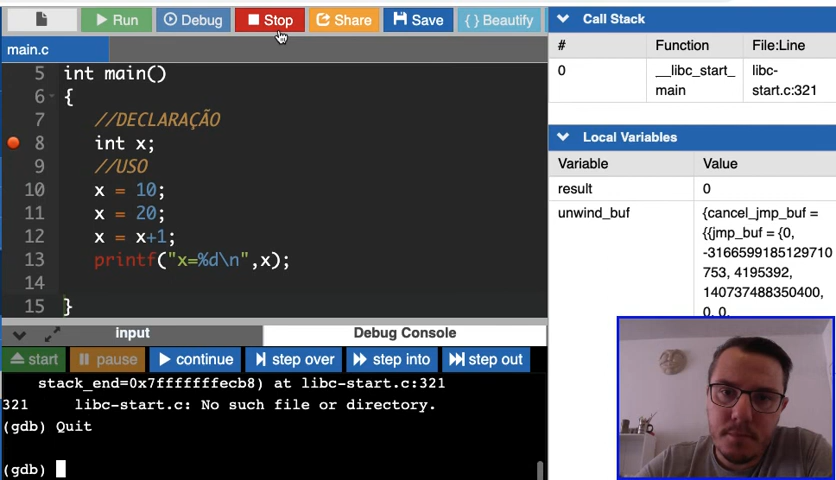 Run Debug Stop Share Save { } Beautify
main.c
5 int main()
6 {
7 //DECLARAÇÃO
8 int x;
9 //USO
10 x = 10;
11 x = 20;
12 x = x+1;
13 printf("x=%d\n",x);
14
15 }
input Debug Console
start pause continue step over step into step out
stack_end=0x7fffffffecb8) at libc-start.c:321
321 libc-start.c: No such file or directory.
(gdb) Quit
(gdb)
Call Stack
# Function File:Line
0 __libc_start_ libc-
main start.c:321
Local Variables
Variable Value
result 0
unwind_buf {cancel_jmp_buf =
{{jmp_buf = {0,
-3166599185129710
753, 4195392,
140737488350400,
0, 0,